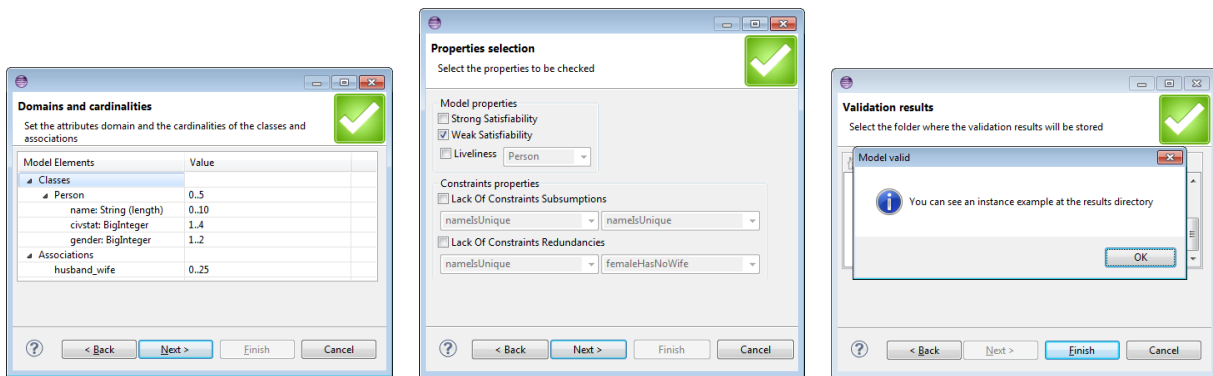 Domains and cardinalities
Set the attributes domain and the cardinalities of the classes and
associations
Model Elements Value
Classes
Person 0..5
name: String (length) 0..10
civstat: BigInteger 1..4
gender: BigInteger 1..2
Associations
husband_wife 0..25
? < Back Next > Finish Cancel
Properties selection
Select the properties to be checked
Model properties
Strong Satisfiability
Weak Satisfiability
Liveliness Person
Constraints properties
Lack Of Constraints Subsumptions
nameIsUnique nameIsUnique
Lack Of Constraints Redundancies
nameIsUnique femaleHasNoWife
? < Back Next > Finish Cancel
Validation results
Select the folder where the validation results will be stored
Model valid
You can see an instance example at the results directory
OK
? < Back Next > Finish Cancel